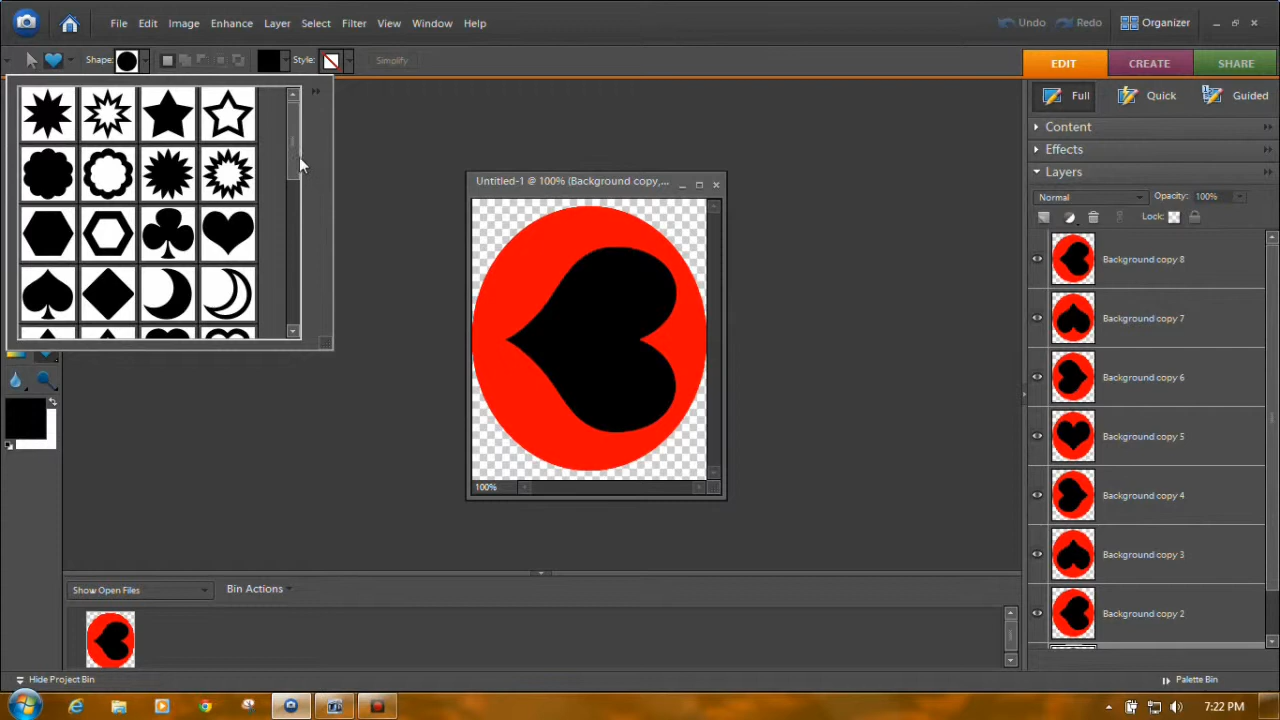 File Edit Image Enhance Layer Select Filter View Window Help Undo Redo Organizer
Shape: Style: Simplify EDIT CREATE SHARE
Full Quick Guided
Content
Effects
Layers
Normal Opacity: 100%
Lock:
Untitled-1 @ 100% (Background copy,...
100%
Background copy 8
Background copy 7
Background copy 6
Background copy 5
Background copy 4
Background copy 3
Background copy 2
Show Open Files Bin Actions
Hide Project Bin Palette Bin
7:22 PM